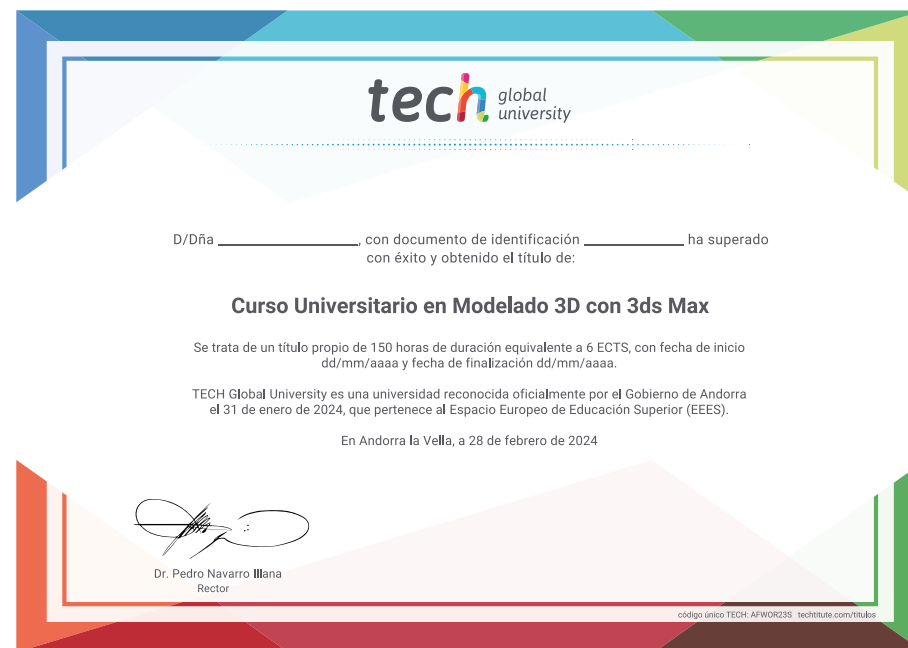 tech global university
D/Dña ____________________, con documento de identificación ______________ ha superado
con éxito y obtenido el título de:
Curso Universitario en Modelado 3D con 3ds Max
Se trata de un título propio de 150 horas de duración equivalente a 6 ECTS, con fecha de inicio
dd/mm/aaaa y fecha de finalización dd/mm/aaaa.
TECH Global University es una universidad reconocida oficialmente por el Gobierno de Andorra
el 31 de enero de 2024, que pertenece al Espacio Europeo de Educación Superior (EEES).
En Andorra la Vella, a 28 de febrero de 2024
Dr. Pedro Navarro Illana
Rector
código único TECH: AFWOR23S techtitute.com/titulos